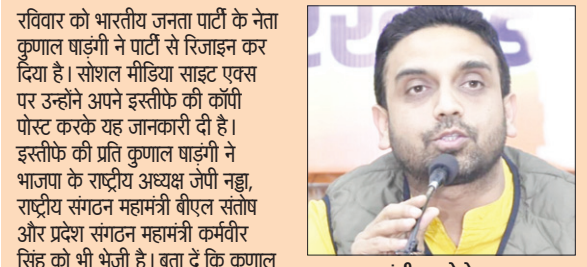 रविवार को भारतीय जनता पार्टी के नेता
कुणाल षाड़ंगी ने पार्टी से रिजाइन कर
दिया है। सोशल मीडिया साइट एक्स
पर उन्होंने अपने इस्तीफे की कॉपी
पोस्ट करके यह जानकारी दी है।
इस्तीफे की प्रति कुणाल षाड़ंगी ने
भाजपा के राष्ट्रीय अध्यक्ष जेपी नड्डा,
राष्ट्रीय संगठन महामंत्री बीएल संतोष
और प्रदेश संगठन महामंत्री कर्मवीर
सिंह को भी भेजी है। बता दें कि कुणाल